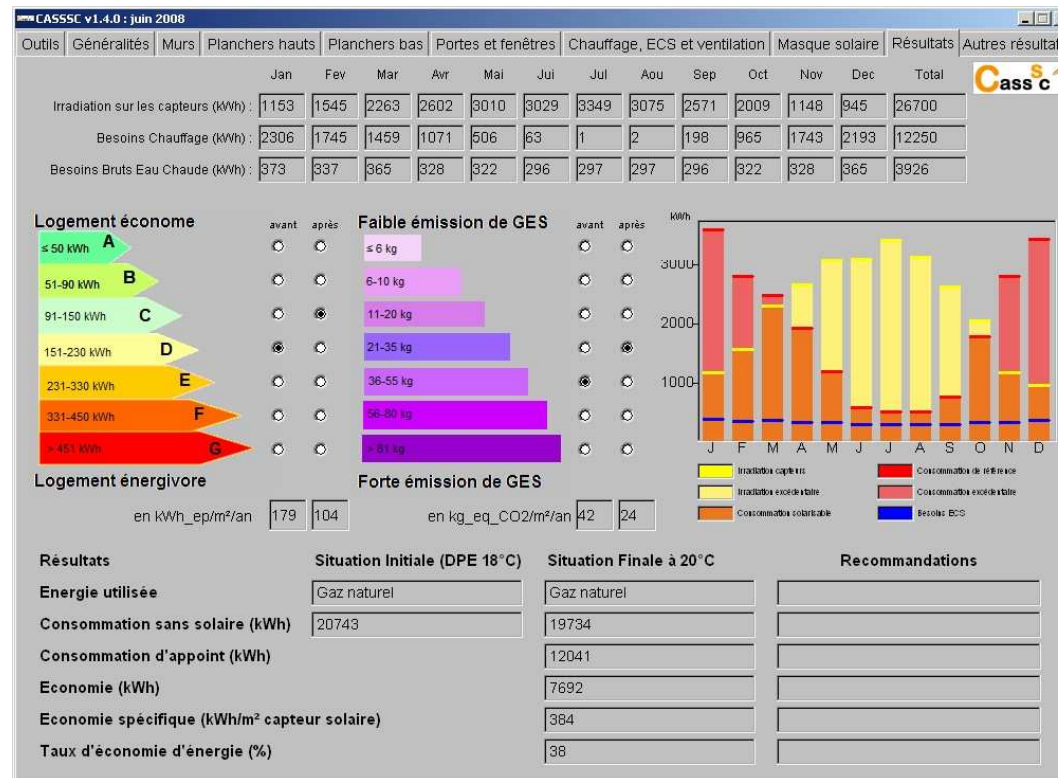 CASSSC v1.4.0 : juin 2008
Outils Généralités Murs Planchers hauts Planchers bas Portes et fenêtres Chauffage, ECS et ventilation Masque solaire Résultats Autres résultat
Jan Fev Mar Avr Mai Jui Jul Aou Sep Oct Nov Dec Total
CassSc
Irradiation sur les capteurs (kWh) : 1153 1545 2263 2602 3010 3029 3349 3075 2571 2009 1148 945 26700
Besoins Chauffage (kWh) : 2306 1745 1459 1071 506 63 1 2 198 965 1743 2193 12250
Besoins Bruts Eau Chaude (kWh) : 373 337 365 328 322 296 297 297 296 322 328 365 3926
Logement économe avant après Faible émission de GES avant après kWh
≤ 50 kWh A ≤ 6 kg
51-90 kWh B 6-10 kg 3000
91-150 kWh C 11-20 kg
151-230 kWh D 21-35 kg 2000
231-330 kWh E 36-55 kg 1000
331-450 kWh F 56-80 kg
> 451 kWh G > 81 kg
J F M A M J J A S O N D
Logement énergivore Forte émission de GES
Irradiation capteurs Consommation de référence
Irradiation excédentaire Consommation excédentaire
Consommation solarisable Besoins ECS
en kWh_ep/m²/an 179 104 en kg_eq_CO2/m²/an 42 24
Résultats Situation Initiale (DPE 18°C) Situation Finale à 20°C Recommandations
Energie utilisée Gaz naturel Gaz naturel
Consommation sans solaire (kWh) 20743 19734
Consommation d'appoint (kWh) 12041
Economie (kWh) 7692
Economie spécifique (kWh/m² capteur solaire) 384
Taux d'économie d'énergie (%) 38